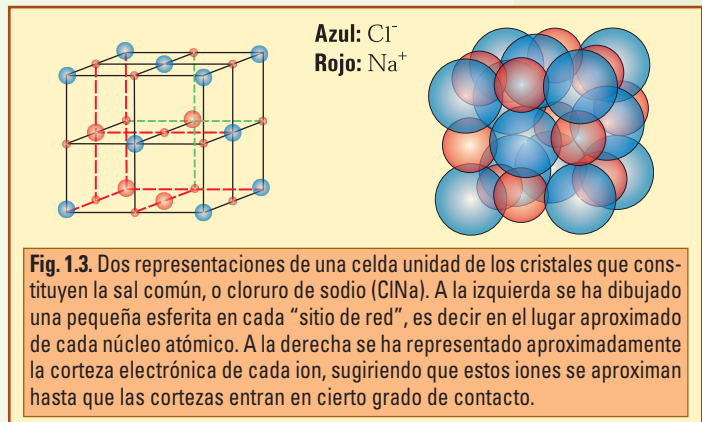 Azul: Cl⁻
Rojo: Na⁺
Fig. 1.3. Dos representaciones de una celda unidad de los cristales que cons-
tituyen la sal común, o cloruro de sodio (ClNa). A la izquierda se ha dibujado
una pequeña esferita en cada “sitio de red”, es decir en el lugar aproximado
de cada núcleo atómico. A la derecha se ha representado aproximadamente
la corteza electrónica de cada ion, sugiriendo que estos iones se aproximan
hasta que las cortezas entran en cierto grado de contacto.